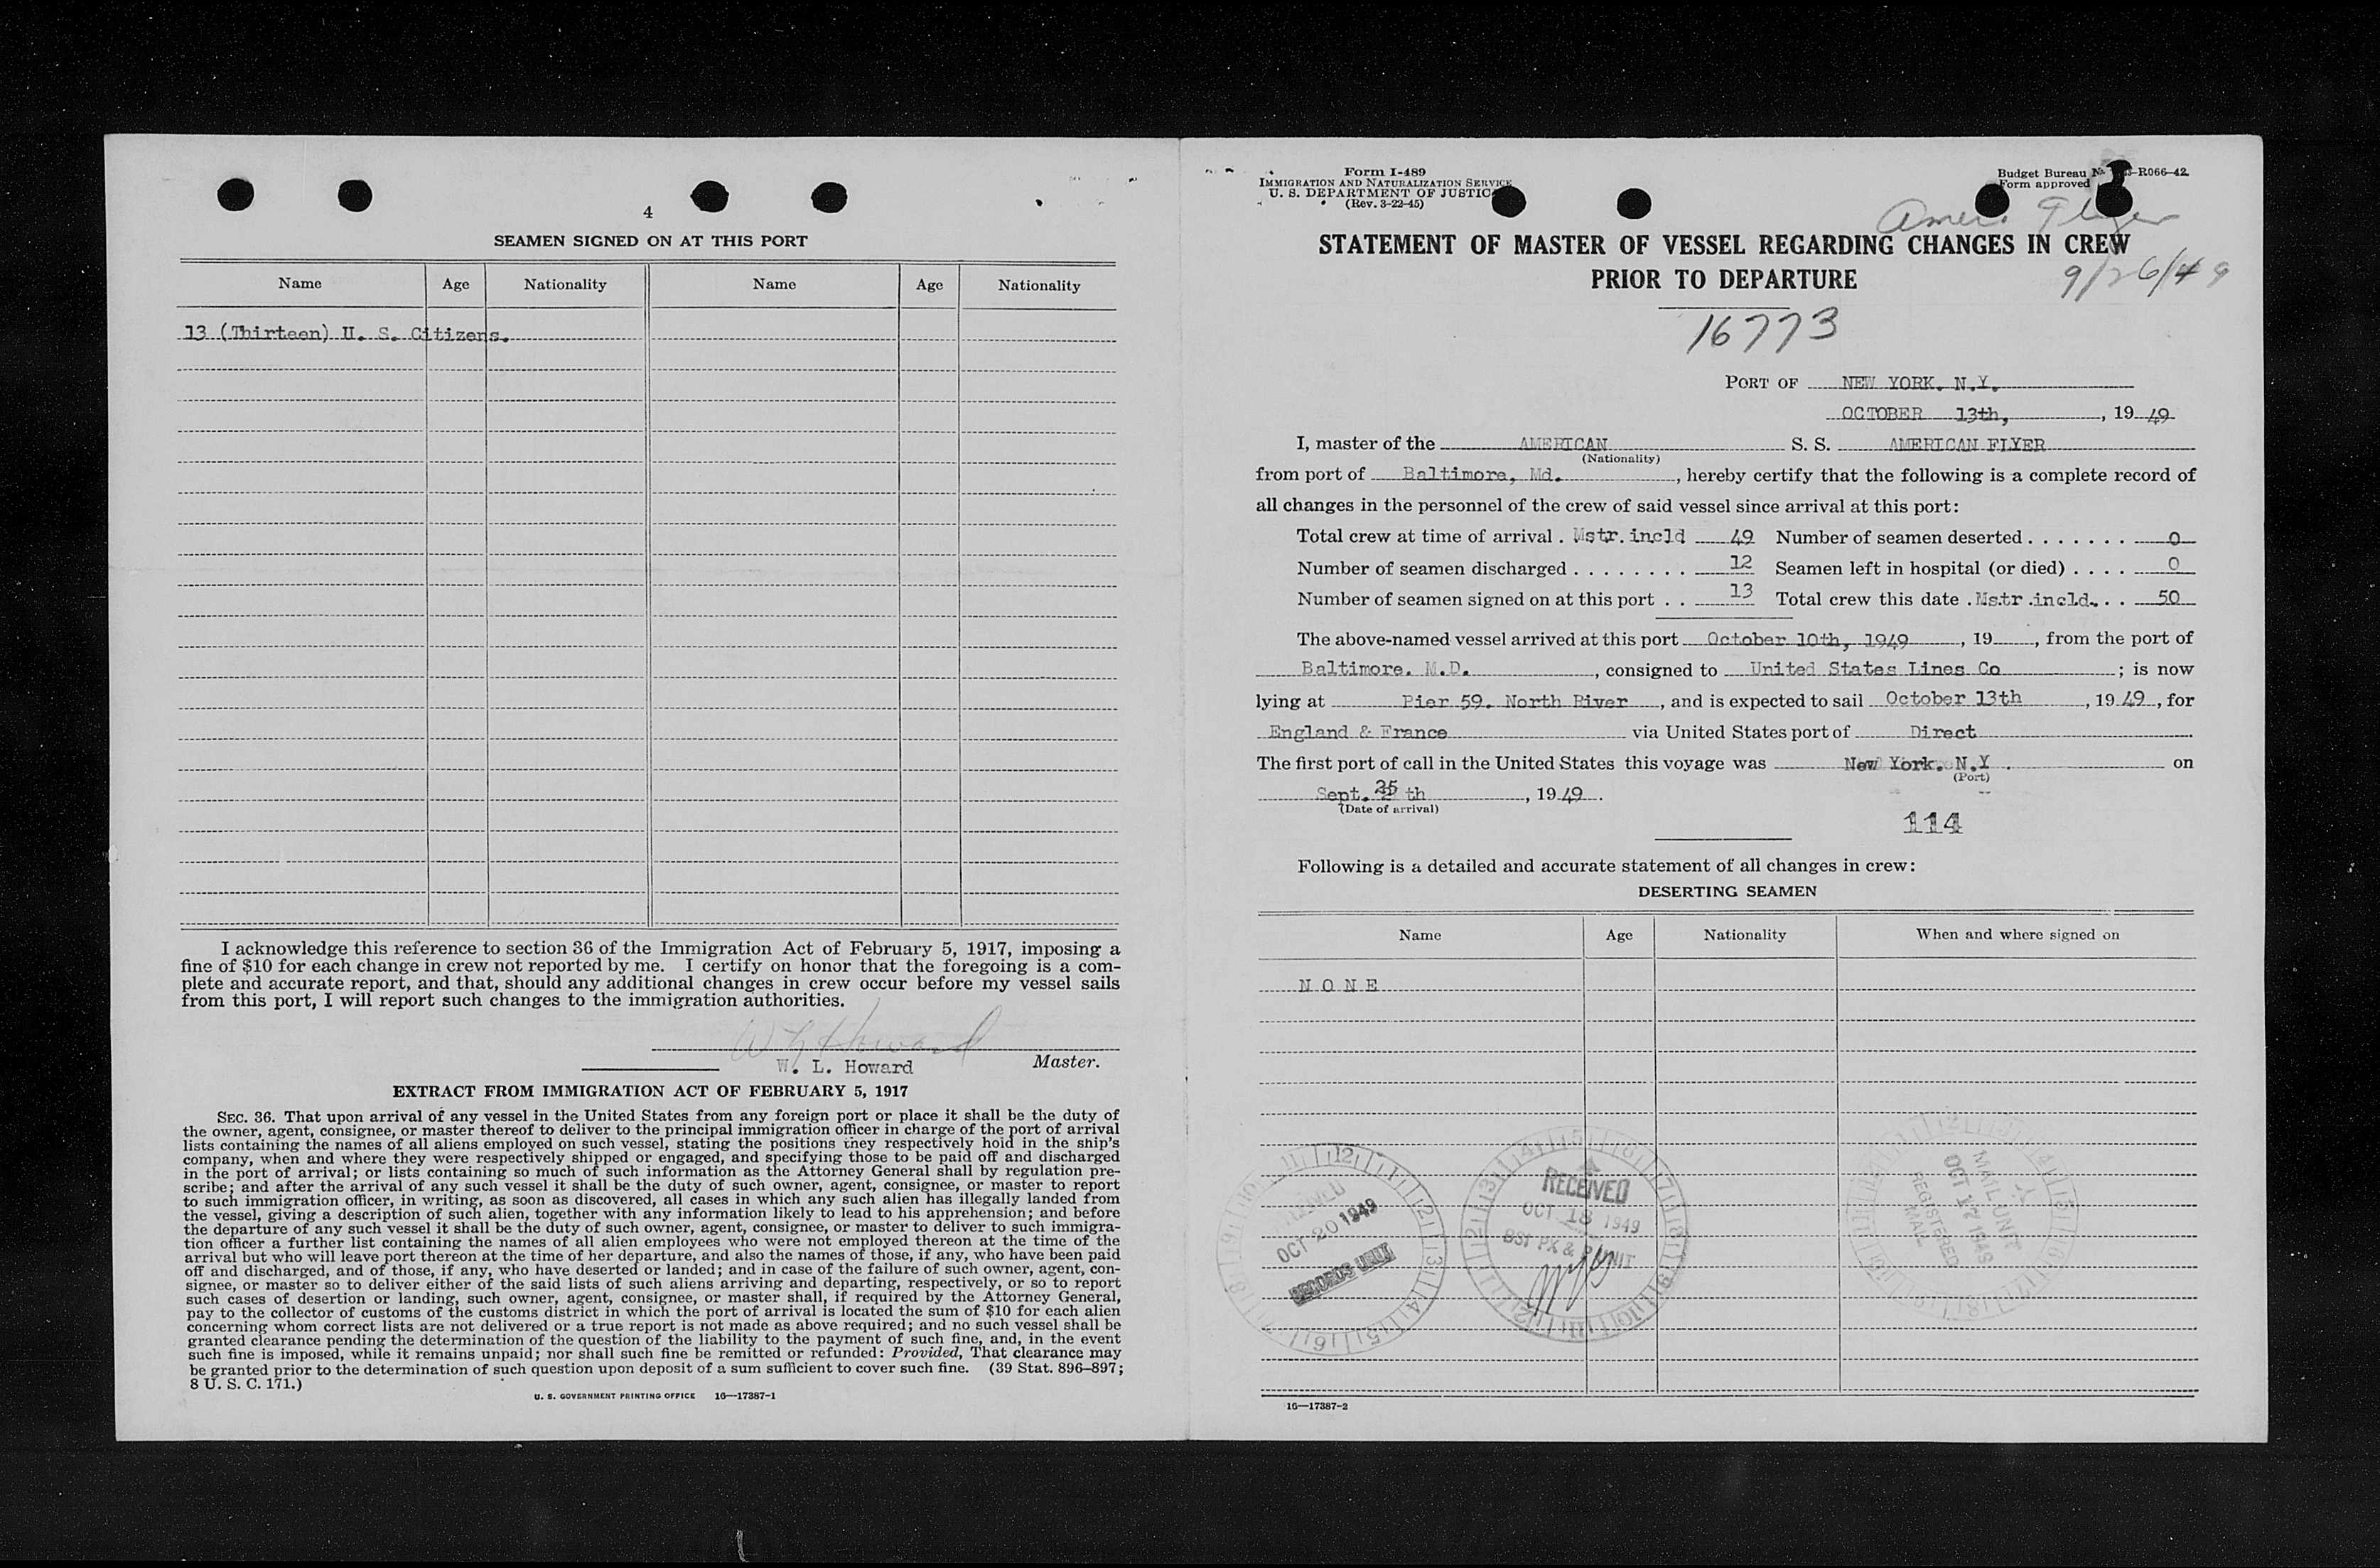 4
SEAMEN SIGNED ON AT THIS PORT
Name Age Nationality Name Age Nationality
13 (Thirteen) U. S. Citizens.
I acknowledge this reference to section 36 of the Immigration Act of February 5, 1917, imposing a
fine of $10 for each change in crew not reported by me. I certify on honor that the foregoing is a com-
plete and accurate report, and that, should any additional changes in crew occur before my vessel sails
from this port, I will report such changes to the immigration authorities.
W L Howard
W. L. Howard Master.
EXTRACT FROM IMMIGRATION ACT OF FEBRUARY 5, 1917
SEC. 36. That upon arrival of any vessel in the United States from any foreign port or place it shall be the duty of
the owner, agent, consignee, or master thereof to deliver to the principal immigration officer in charge of the port of arrival
lists containing the names of all aliens employed on such vessel, stating the positions they respectively hold in the ship's
company, when and where they were respectively shipped or engaged, and specifying those to be paid off and discharged
in the port of arrival; or lists containing so much of such information as the Attorney General shall by regulation pre-
scribe; and after the arrival of any such vessel it shall be the duty of such owner, agent, consignee, or master to report
to such immigration officer, in writing, as soon as discovered, all cases in which any such alien has illegally landed from
the vessel, giving a description of such alien, together with any information likely to lead to his apprehension; and before
the departure of any such vessel it shall be the duty of such owner, agent, consignee, or master to deliver to such immigra-
tion officer a further list containing the names of all alien employees who were not employed thereon at the time of the
arrival but who will leave port thereon at the time of her departure, and also the names of those, if any, who have been paid
off and discharged, and of those, if any, who have deserted or landed; and in case of the failure of such owner, agent, con-
signee, or master so to deliver either of the said lists of such aliens arriving and departing, respectively, or so to report
such cases of desertion or landing, such owner, agent, consignee, or master shall, if required by the Attorney General,
pay to the collector of customs of the customs district in which the port of arrival is located the sum of $10 for each alien
concerning whom correct lists are not delivered or a true report is not made as above required; and no such vessel shall be
granted clearance pending the determination of the question of the liability to the payment of such fine, and, in the event
such fine is imposed, while it remains unpaid; nor shall such fine be remitted or refunded: Provided, That clearance may
be granted prior to the determination of such question upon deposit of a sum sufficient to cover such fine. (39 Stat. 896–897;
8 U. S. C. 171.)
U. S. GOVERNMENT PRINTING OFFICE 16—17387-1
Form I-489
IMMIGRATION AND NATURALIZATION SERVICE
U. S. DEPARTMENT OF JUSTIC
(Rev. 3-22-45)
Budget Bureau No. -R066-42.
Form approved
Amer. Flyer
STATEMENT OF MASTER OF VESSEL REGARDING CHANGES IN CREW
PRIOR TO DEPARTURE
9/26/49
16773
PORT OF NEW YORK. N.Y.
OCTOBER 13th, , 19 49
I, master of the AMERICAN S. S. AMERICAN FLYER
(Nationality)
from port of Baltimore, Md. , hereby certify that the following is a complete record of
all changes in the personnel of the crew of said vessel since arrival at this port:
Total crew at time of arrival . Mstr. incld 49 Number of seamen deserted . . . . . . . 0
Number of seamen discharged . . . . . . . . 12 Seamen left in hospital (or died) . . . . 0
Number of seamen signed on at this port . . 13 Total crew this date . Mstr .incld. . . 50
The above-named vessel arrived at this port October 10th, 1949 , 19 , from the port of
Baltimore. M.D. , consigned to United States Lines Co ; is now
lying at Pier 59. North River , and is expected to sail October 13th , 19 49 , for
England & France via United States port of Direct
The first port of call in the United States this voyage was New York. N.Y . on
(Port)
Sept. 25 th , 19 49 .
(Date of arrival)
114
Following is a detailed and accurate statement of all changes in crew:
DESERTING SEAMEN
Name Age Nationality When and where signed on
N O N E
OCT 20 1949
RECORDS UNIT
RECEIVED
OCT 18 1949
MAIL UNIT
OCT 17 1949
REGISTERED
MAIL
16—17387-2